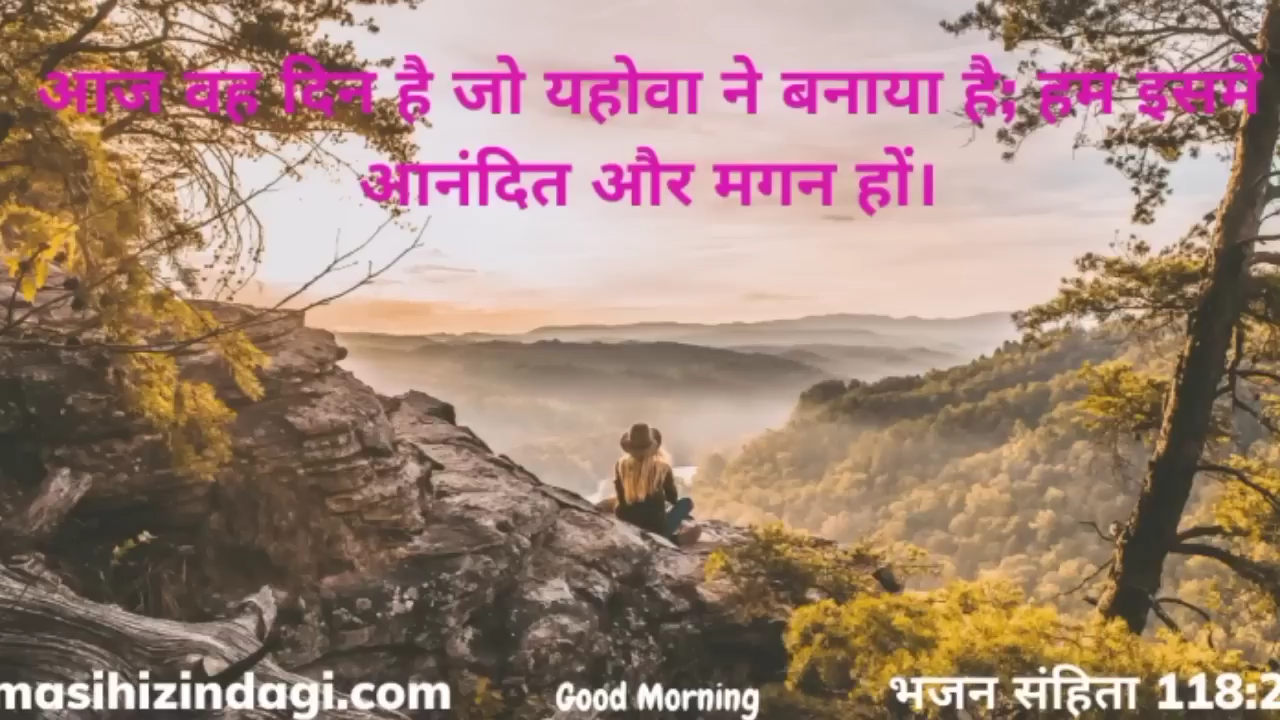 आज वह दिन है जो यहोवा ने बनाया है; हम इसमें
आनंदित और मगन हों।
masihizindagi.com Good Morning भजन संहिता 118:2